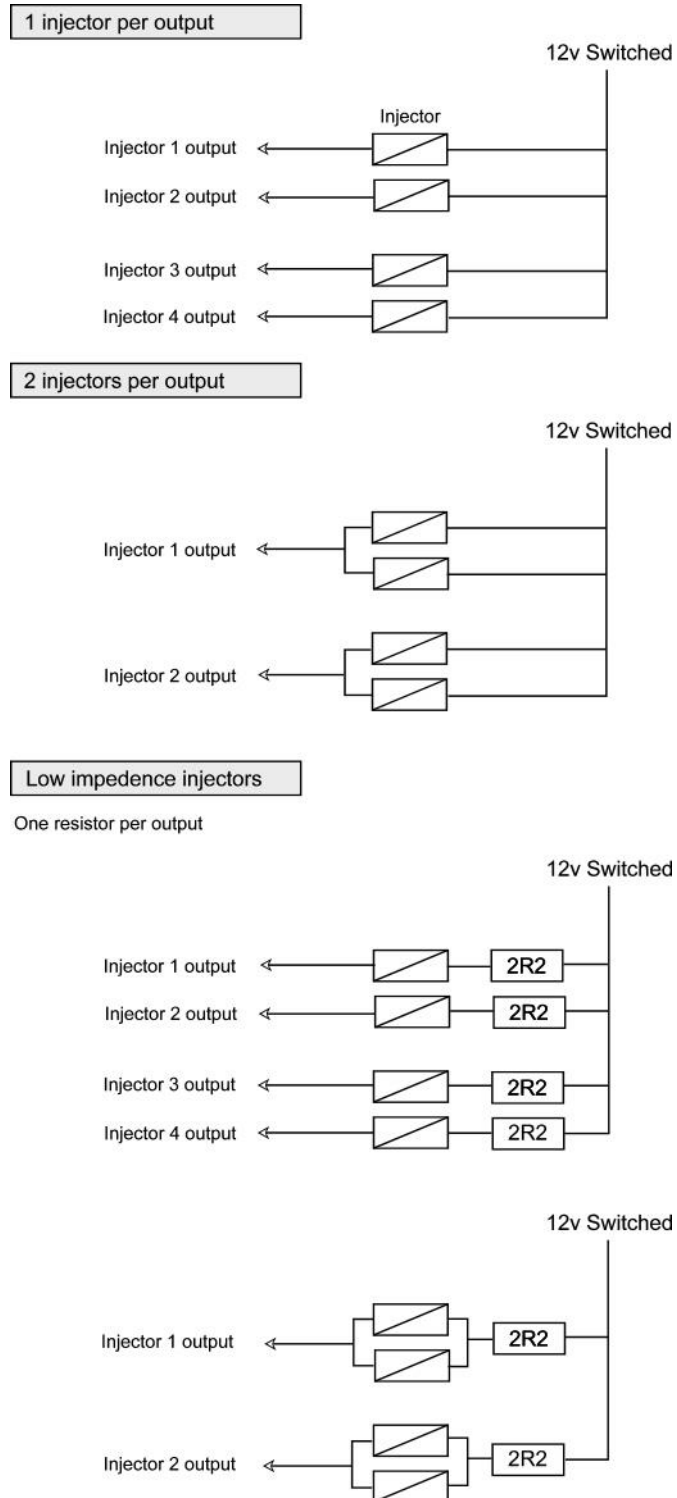 1 injector per output
12v Switched
Injector
Injector 1 output
Injector 2 output
Injector 3 output
Injector 4 output
2 injectors per output
12v Switched
Injector 1 output
Injector 2 output
Low impedence injectors
One resistor per output
12v Switched
Injector 1 output 2R2
Injector 2 output 2R2
Injector 3 output 2R2
Injector 4 output 2R2
12v Switched
Injector 1 output 2R2
Injector 2 output 2R2